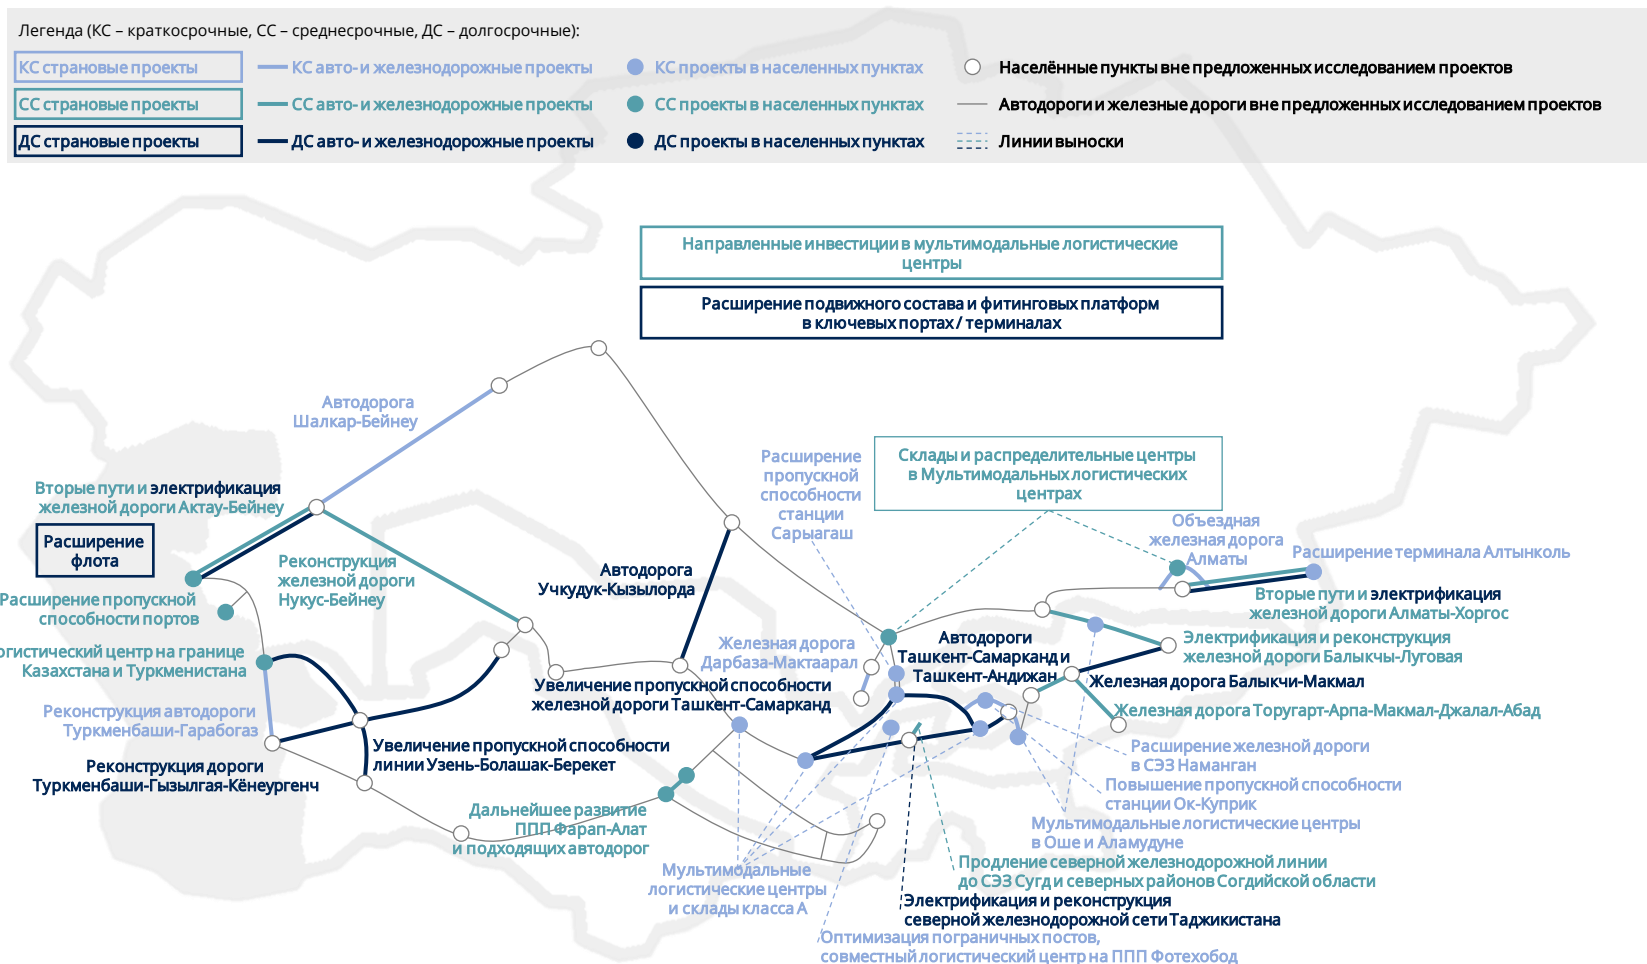 Легенда (КС – краткосрочные, СС – среднесрочные, ДС – долгосрочные):
КС страновые проекты
КС авто- и железнодорожные проекты
КС проекты в населенных пунктах
Населённые пункты вне предложенных исследованием проектов
СС страновые проекты
СС авто- и железнодорожные проекты
СС проекты в населенных пунктах
Автодороги и железные дороги вне предложенных исследованием проектов
ДС страновые проекты
ДС авто- и железнодорожные проекты
ДС проекты в населенных пунктах
Линии выноски
Направленные инвестиции в мультимодальные логистические
центры
Расширение подвижного состава и фитинговых платформ
в ключевых портах / терминалах
Автодорога
Шалкар-Бейнеу
Вторые пути и электрификация
железной дороги Актау-Бейнеу
Расширение
флота
Реконструкция
железной дороги
Нукус-Бейнеу
Расширение пропускной
способности портов
огистический центр на границе
Казахстана и Туркменистана
Реконструкция автодороги
Туркменбаши-Гарабогаз
Реконструкция дороги
Туркменбаши-Гызылгая-Кёнеургенч
Увеличение пропускной способности
линии Узень-Болашак-Берекет
Дальнейшее развитие
ППП Фарап-Алат
и подходящих автодорог
Автодорога
Учкудук-Кызылорда
Увеличение пропускной способности
железной дороги Ташкент-Самарканд
Железная дорога
Дарбаза-Мактаарал
Расширение
пропускной
способности
станции
Сарыагаш
Склады и распределительные центры
в Мультимодальных логистических
центрах
Объездная
железная дорога
Алматы
Расширение терминала Алтынколь
Вторые пути и электрификация
железной дороги Алматы-Хоргос
Автодороги
Ташкент-Самарканд и
Ташкент-Андижан
Электрификация и реконструкция
железной дороги Балыкчы-Луговая
Железная дорога Балыкчи-Макмал
Железная дорога Торугарт-Арпа-Макмал-Джалал-Абад
Расширение железной дороги
в СЭЗ Наманган
Повышение пропускной способности
станции Ок-Куприк
Мультимодальные логистические центры
в Оше и Аламудуне
Продление северной железнодорожной линии
до СЭЗ Сугд и северных районов Согдийской области
Мультимодальные
логистические центры
и склады класса А
Электрификация и реконструкция
северной железнодорожной сети Таджикистана
Оптимизация пограничных постов,
совместный логистический центр на ППП Фотехобод